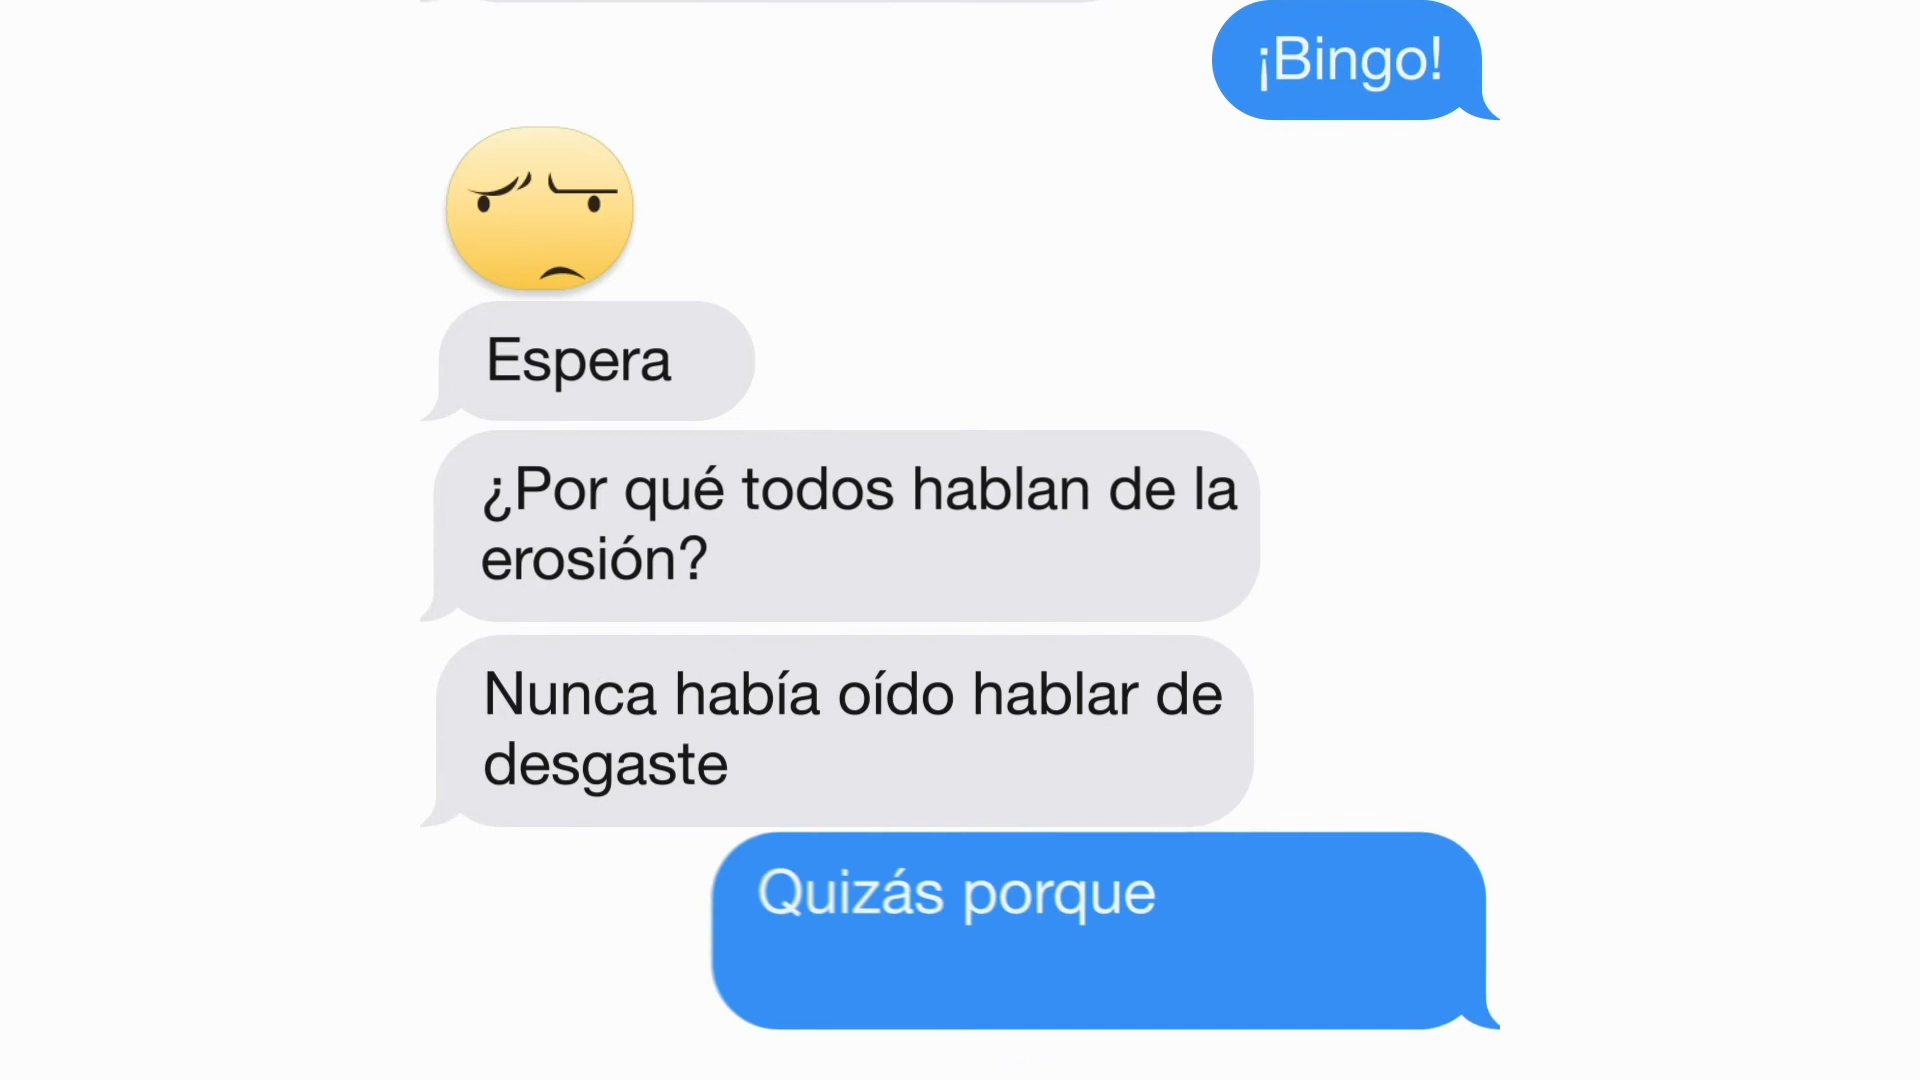 ¡Bingo!
Espera
¿Por qué todos hablan de la
erosión?
Nunca había oído hablar de
desgaste
Quizás porque